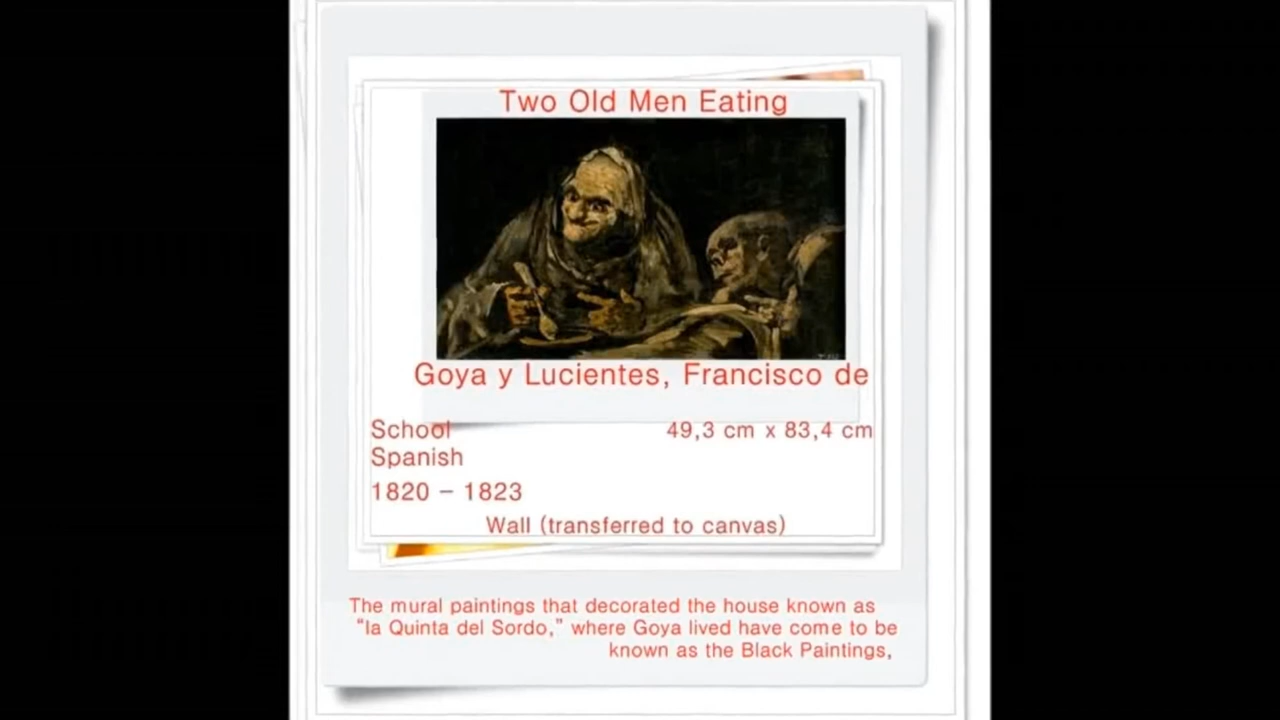 Two Old Men Eating
Goya y Lucientes, Francisco de
School 49,3 cm x 83,4 cm
Spanish
1820 – 1823
Wall (transferred to canvas)
The mural paintings that decorated the house known as
“la Quinta del Sordo,” where Goya lived have come to be
known as the Black Paintings,